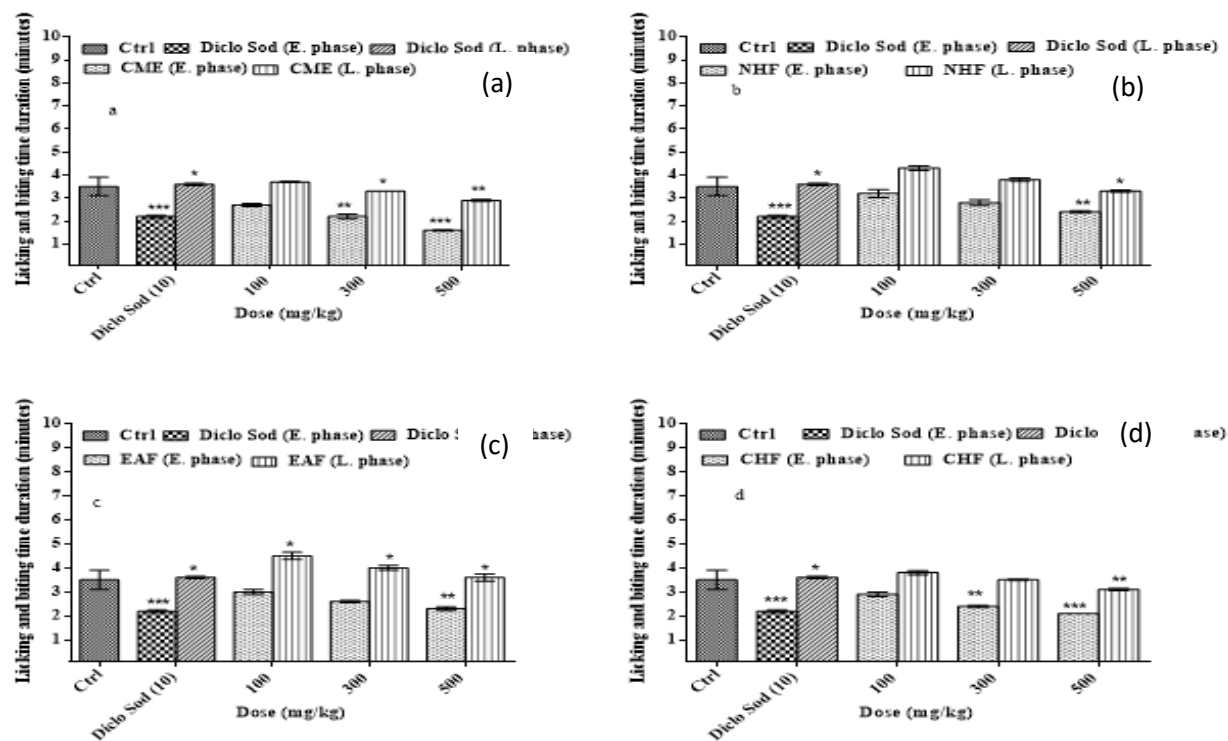 Licking and biting time duration (minutes)
10
9
8
7
6
5
4
3
2
1
Ctrl Diclo Sod (E. phase) Diclo Sod (L. phase)
CME (E. phase) CME (L. phase)
(a)
a
*** * ** * *** **
Ctrl Diclo Sod (10) 100 300 500
Dose (mg/kg)
Licking and biting time duration (minutes)
10
9
8
7
6
5
4
3
2
1
Ctrl Diclo Sod (E. phase) Diclo Sod (L. phase)
NHF (E. phase) NHF (L. phase)
(b)
b
*** * ** *
Ctrl Diclo Sod (10) 100 300 500
Dose (mg/kg)
Licking and biting time duration (minutes)
10
9
8
7
6
5
4
3
2
1
Ctrl Diclo Sod (E. phase) Diclo hase)
EAF (E. phase) EAF (L. phase)
(c)
c
*** * * * ** *
Ctrl Diclo Sod (10) 100 300 500
Dose (mg/kg)
Licking and biting time duration (minutes)
10
9
8
7
6
5
4
3
2
1
Ctrl Diclo Sod (E. phase) Diclo ase)
CHF (E. phase) CHF (L. phase)
(d)
d
*** * ** *** **
Ctrl Diclo Sod (10) 100 300 500
Dose (mg/kg)